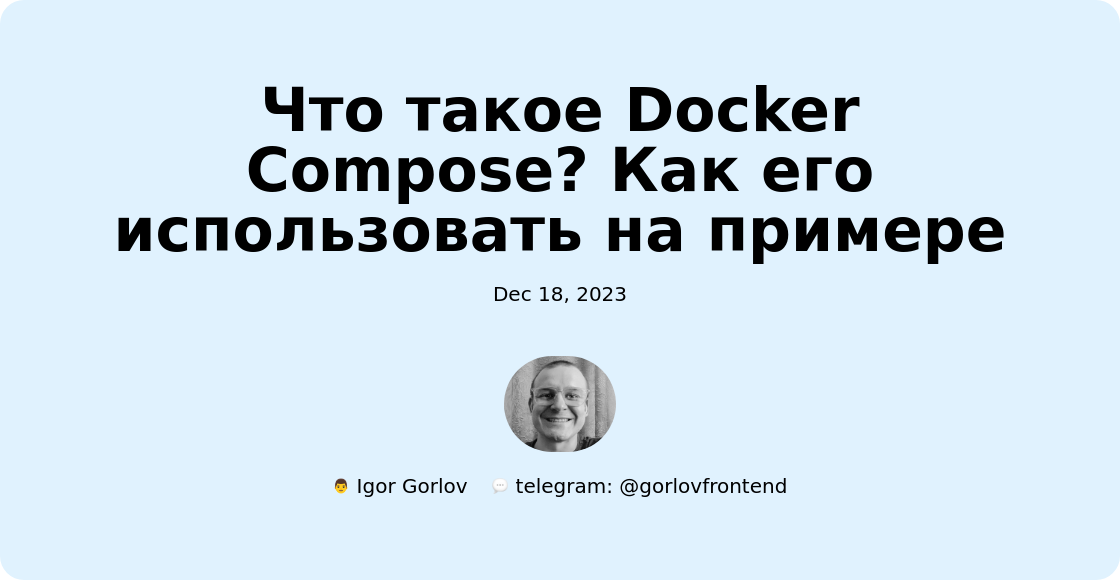 Что такое Docker
Compose? Как его
использовать на примере
Dec 18, 2023
👨 Igor Gorlov 💬 telegram: @gorlovfrontend